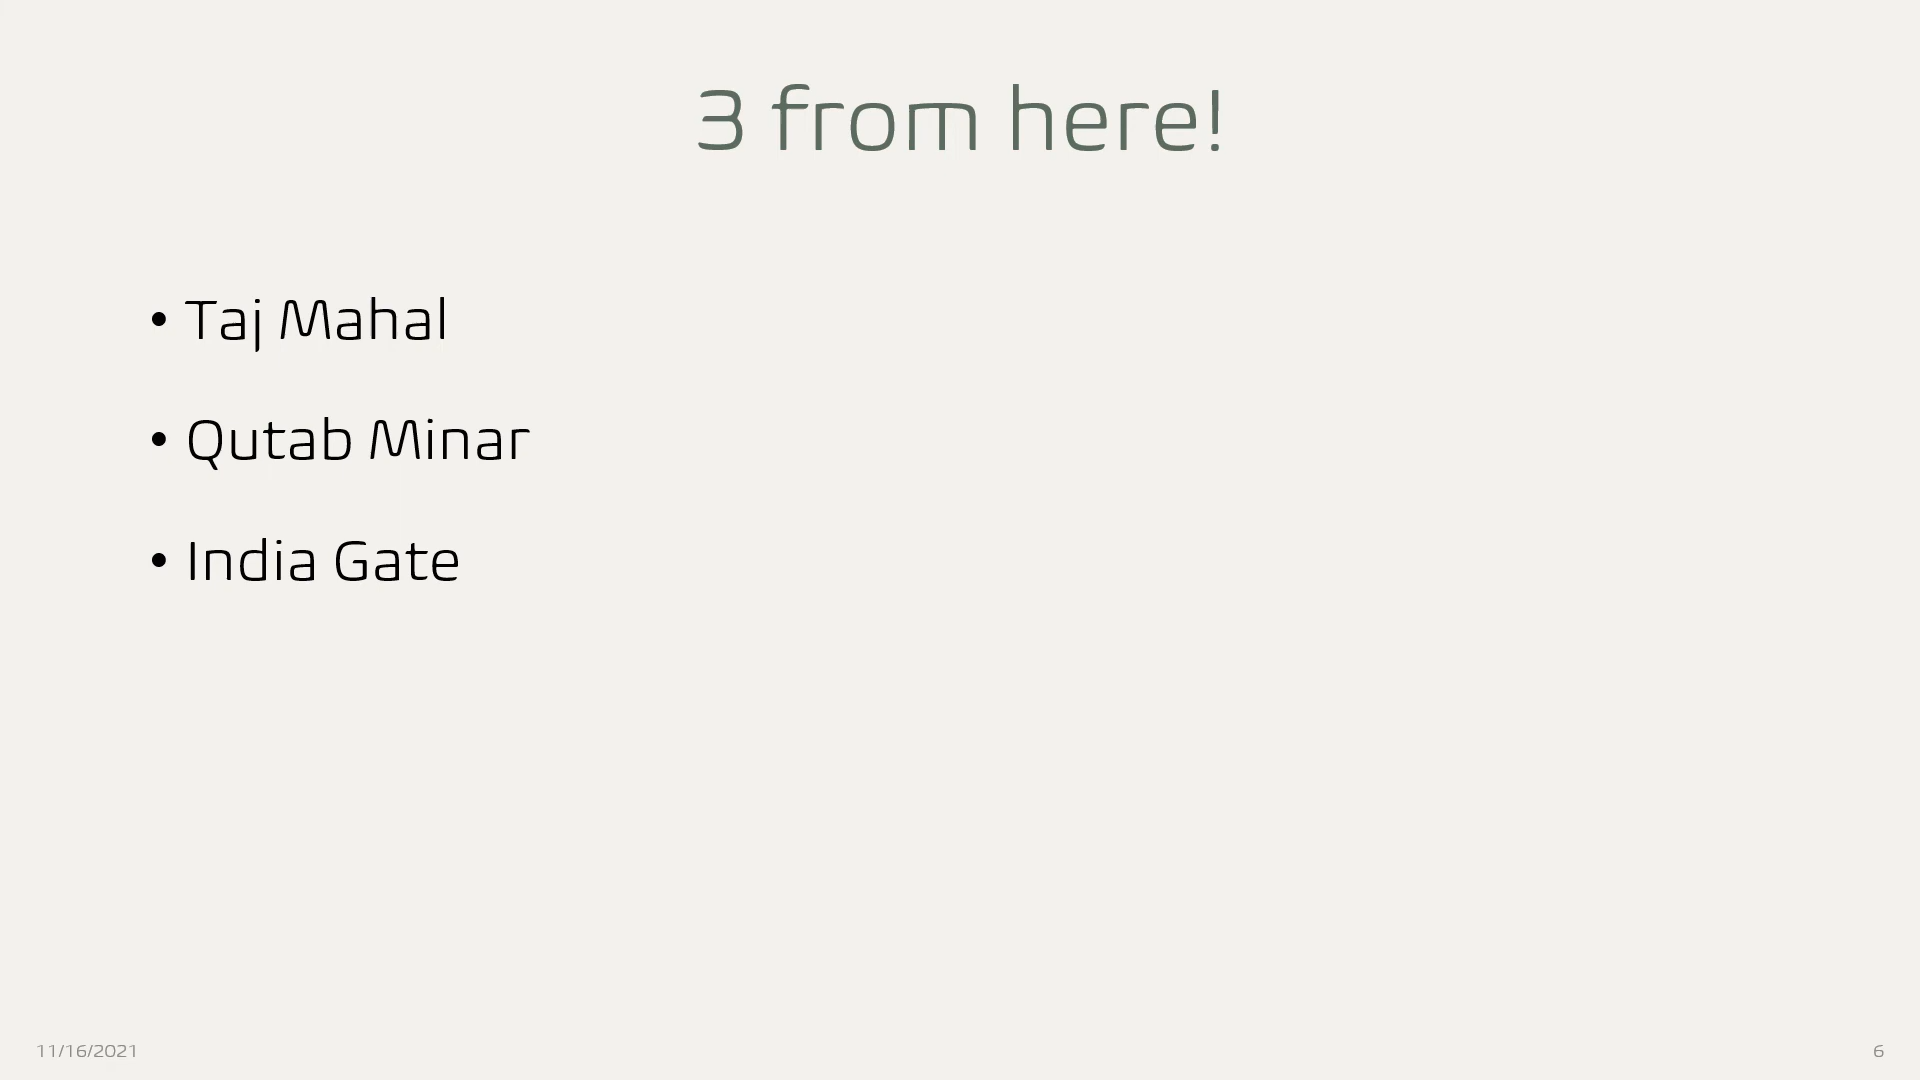 3 from here!
• Taj Mahal
• Qutab Minar
• India Gate
11/16/2021
6